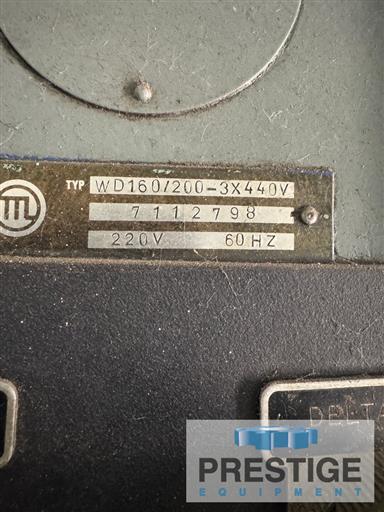 TYP WD160/200-3X440V
7112798
220V 60HZ
PRESTIGE
EQUIPMENT